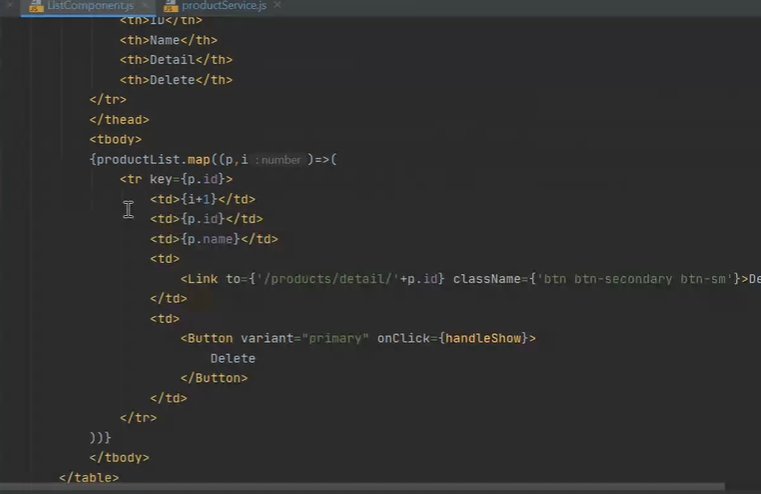 ListComponent.js productService.js
<th>ID</th>
<th>Name</th>
<th>Detail</th>
<th>Delete</th>
</tr>
</thead>
<tbody>
{productList.map((p,i : number )=>(
<tr key={p.id}>
<td>{i+1}</td>
<td>{p.id}</td>
<td>{p.name}</td>
<td>
<Link to={'/products/detail/'+p.id} className={'btn btn-secondary btn-sm'}>De
</td>
<td>
<Button variant="primary" onClick={handleShow}>
Delete
</Button>
</td>
</tr>
))}
</tbody>
</table>